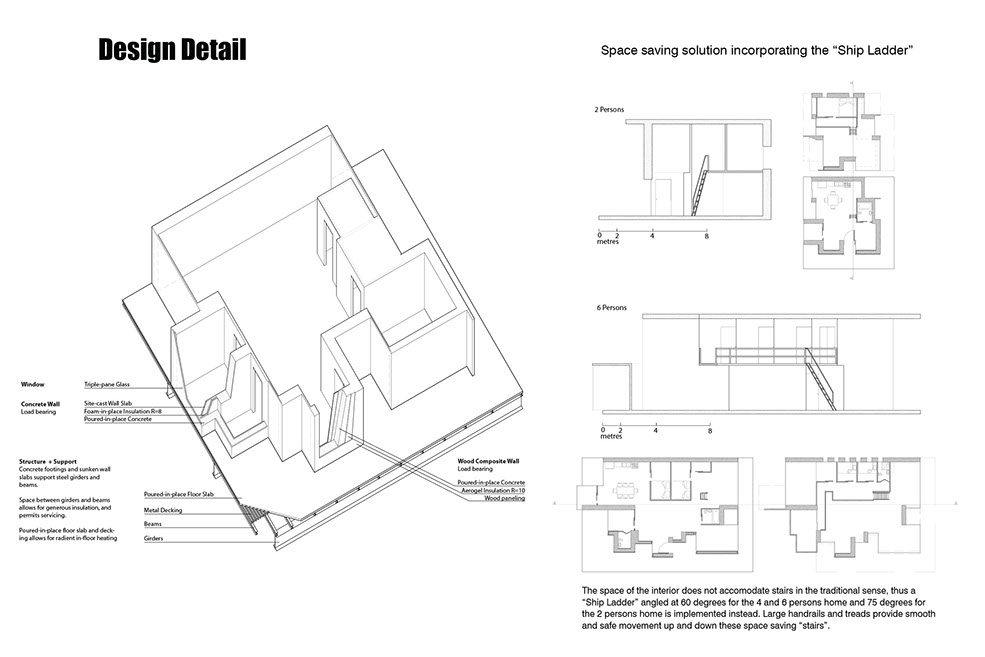 Design Detail
Window
Triple-pane Glass
Concrete Wall
Load bearing
Site-cast Wall Slab
Foam-in-place Insulation R=8
Poured-in-place Concrete
Structure + Support
Concrete footings and sunken wall
slabs support steel girders and
beams.
Space between girders and beams
allows for generous insulation, and
permits servicing.
Poured-in-place floor slab and deck-
ing allows for radient in-floor heating
Poured-in-place Floor Slab
Metal Decking
Beams
Girders
Wood Composite Wall
Load bearing
Poured-in-place Concrete
Aerogel Insulation R=10
Wood paneling
Space saving solution incorporating the “Ship Ladder”
2 Persons
0 2 4 8
metres
6 Persons
0 2 4 8
metres
The space of the interior does not accomodate stairs in the traditional sense, thus a
“Ship Ladder” angled at 60 degrees for the 4 and 6 persons home and 75 degrees for
the 2 persons home is implemented instead. Large handrails and treads provide smooth
and safe movement up and down these space saving “stairs”.